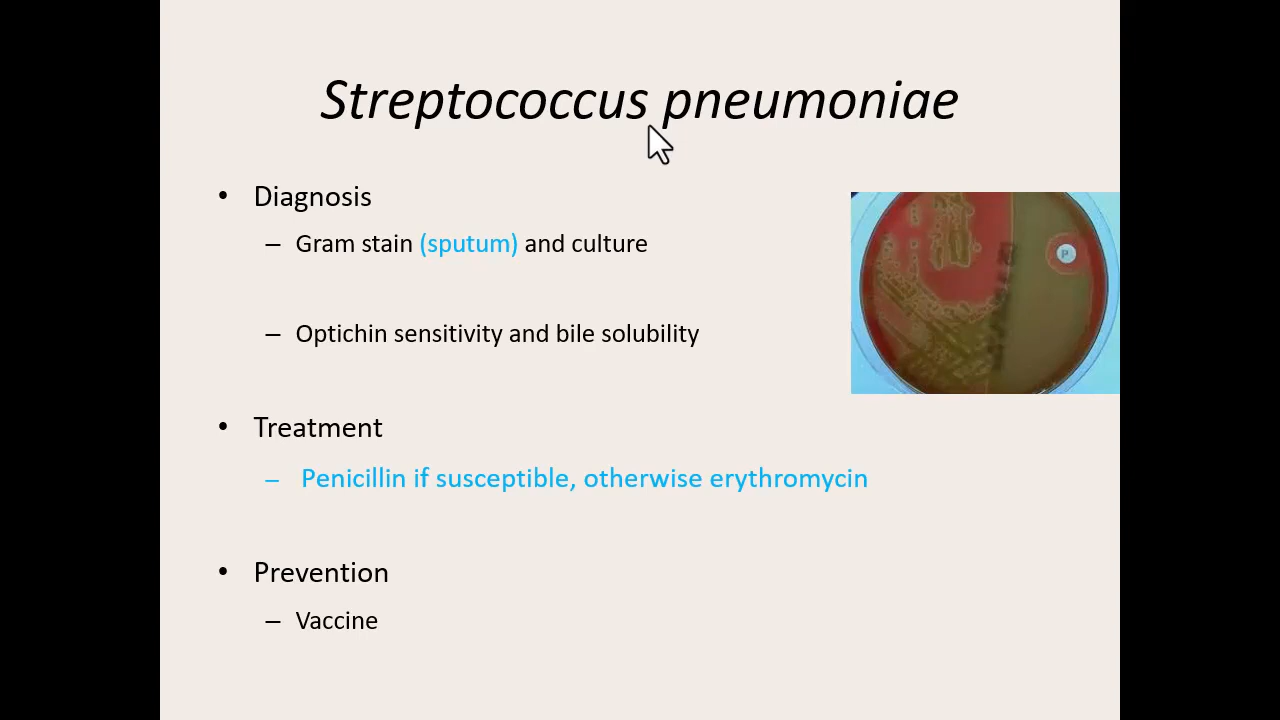 Streptococcus pneumoniae
• Diagnosis
– Gram stain (sputum) and culture
– Optichin sensitivity and bile solubility
• Treatment
– Penicillin if susceptible, otherwise erythromycin
• Prevention
– Vaccine
P